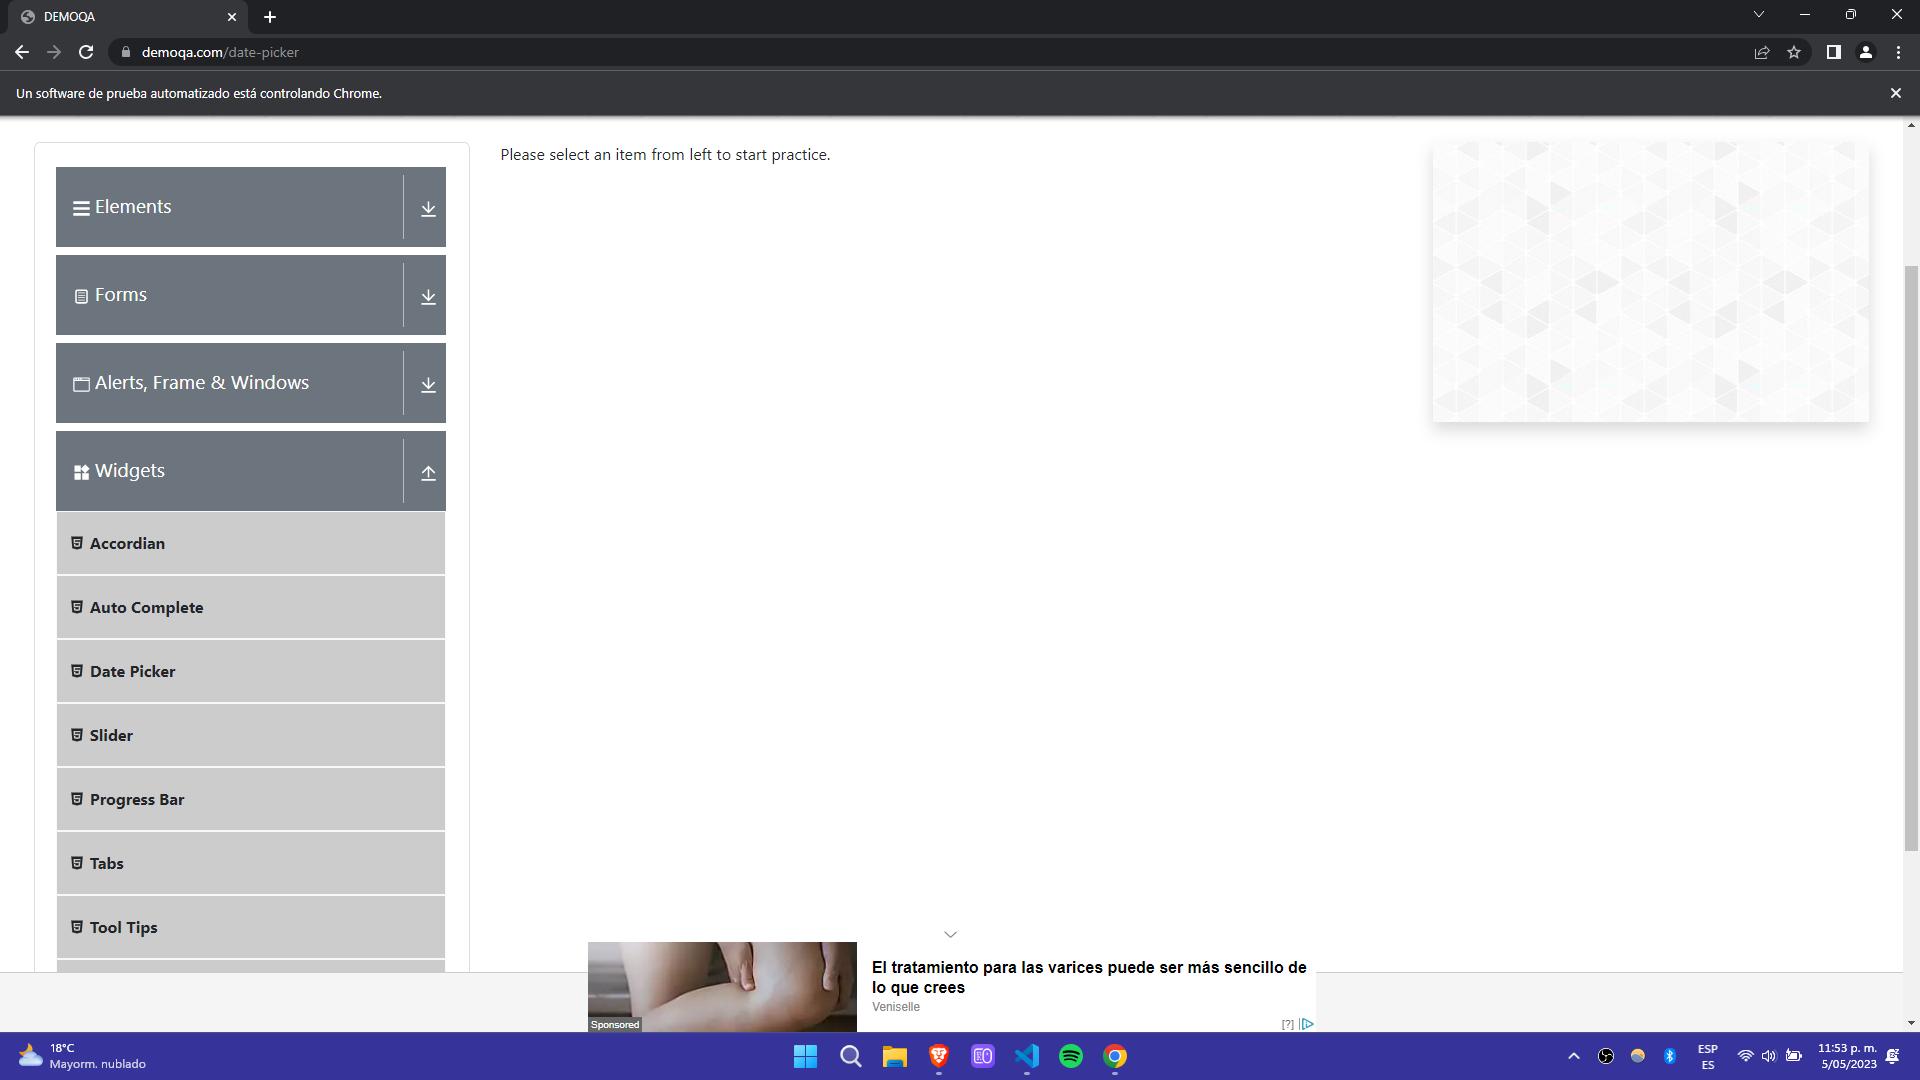 DEMOQA
demoqa.com/date-picker
Un software de prueba automatizado está controlando Chrome.
Please select an item from left to start practice.
Elements
Forms
Alerts, Frame & Windows
Widgets
Accordian
Auto Complete
Date Picker
Slider
Progress Bar
Tabs
Tool Tips
El tratamiento para las varices puede ser más sencillo de
lo que crees
Veniselle
Sponsored
[?]
18°C
Mayorm. nublado
ESP
ES
11:53 p. m.
5/05/2023